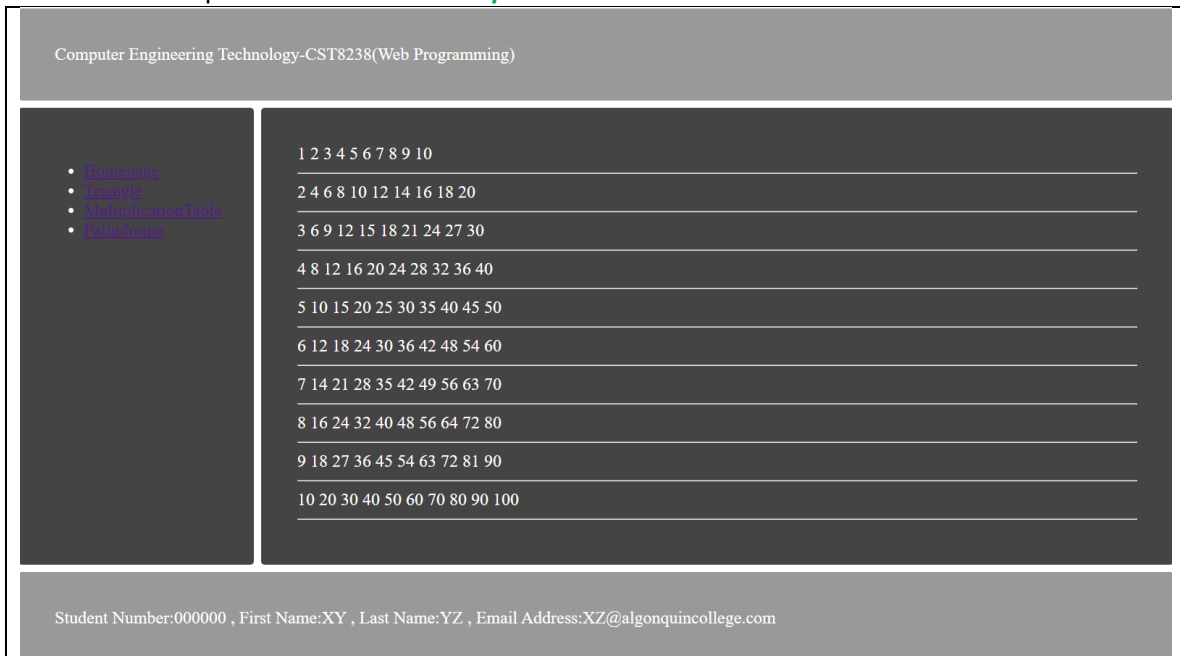 Computer Engineering Technology-CST8238(Web Programming)
Homepage
Triangle
MultiplicationTable
Palindrome
1 2 3 4 5 6 7 8 9 10
2 4 6 8 10 12 14 16 18 20
3 6 9 12 15 18 21 24 27 30
4 8 12 16 20 24 28 32 36 40
5 10 15 20 25 30 35 40 45 50
6 12 18 24 30 36 42 48 54 60
7 14 21 28 35 42 49 56 63 70
8 16 24 32 40 48 56 64 72 80
9 18 27 36 45 54 63 72 81 90
10 20 30 40 50 60 70 80 90 100
Student Number:000000 , First Name:XY , Last Name:YZ , Email Address:XZ@algonquincollege.com